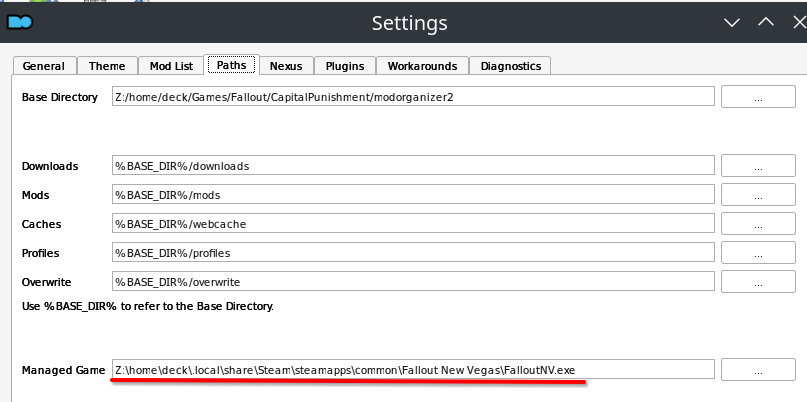 Settings
General Theme Mod List Paths Nexus Plugins Workarounds Diagnostics
Base Directory Z:/home/deck/Games/Fallout/CapitalPunishment/modorganizer2 ...
Downloads %BASE_DIR%/downloads ...
Mods %BASE_DIR%/mods ...
Caches %BASE_DIR%/webcache ...
Profiles %BASE_DIR%/profiles ...
Overwrite %BASE_DIR%/overwrite ...
Use %BASE_DIR% to refer to the Base Directory.
Managed Game Z:\home\deck\.local\share\Steam\steamapps\common\Fallout New Vegas\FalloutNV.exe ...